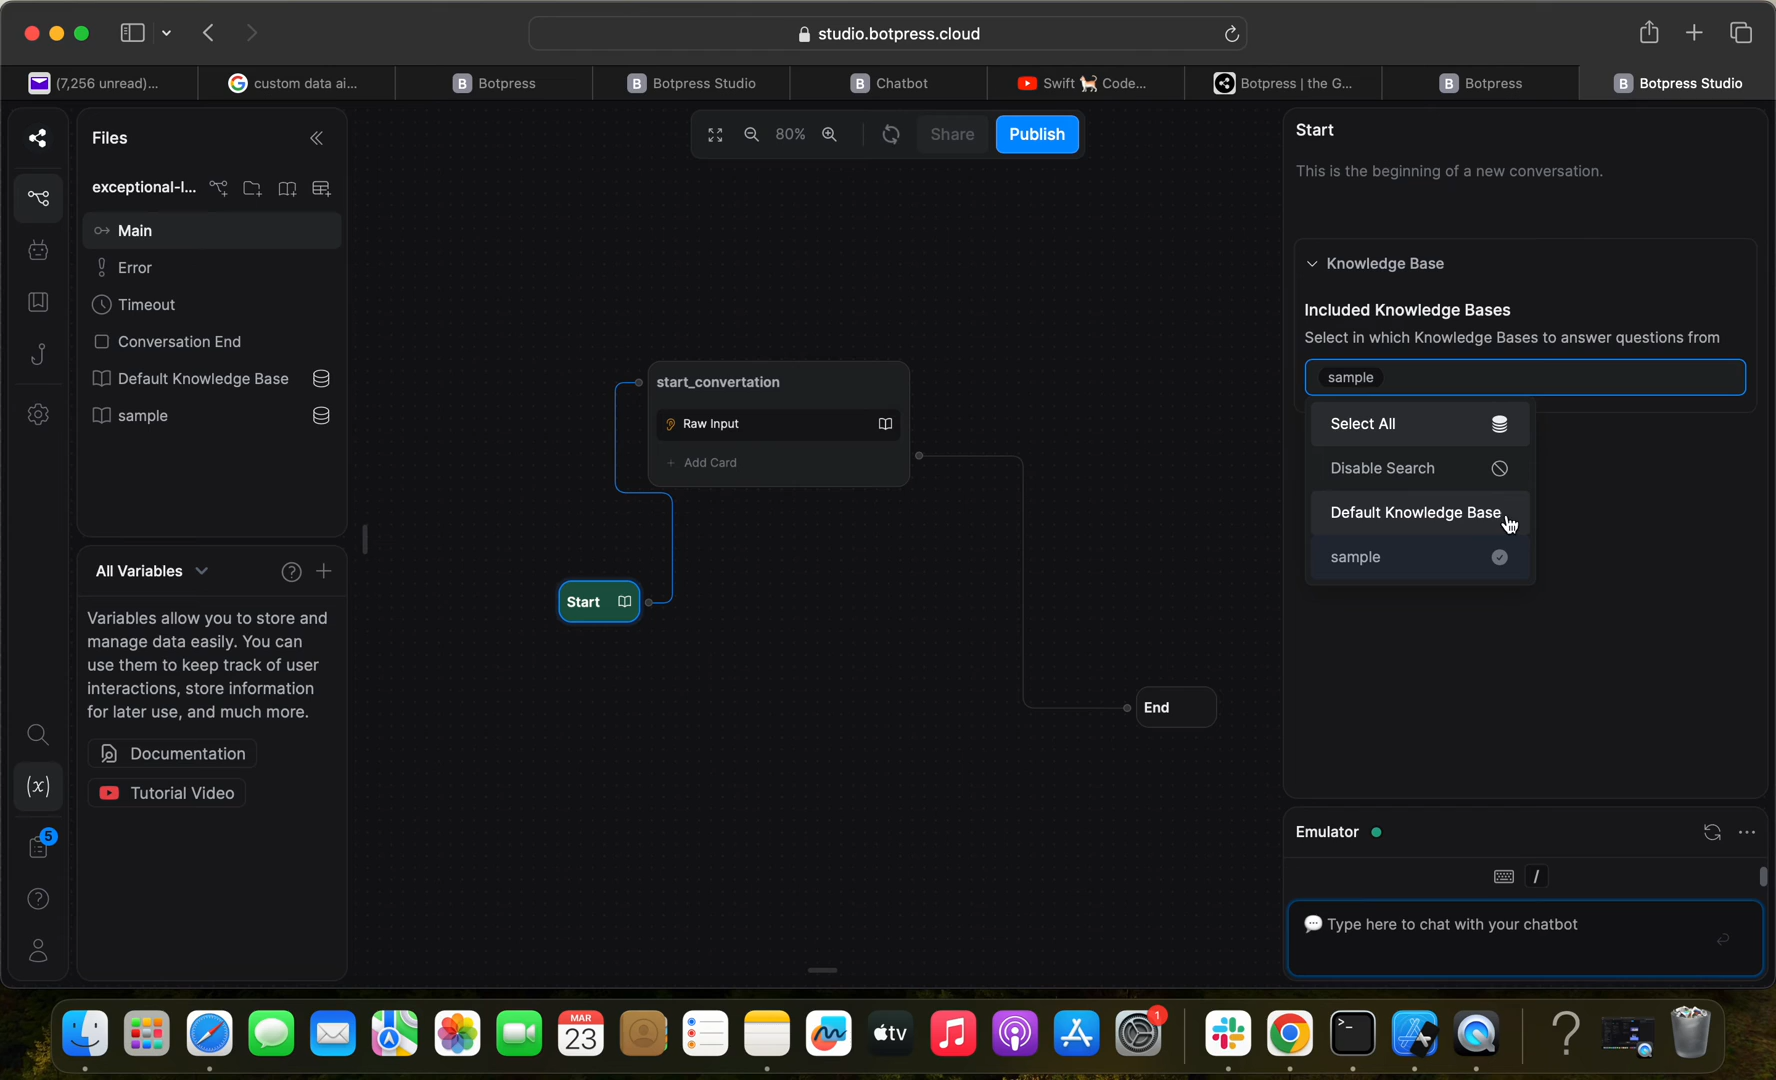 studio.botpress.cloud
(7,256 unread)...
custom data ai...
B Botpress
B Botpress Studio
B Chatbot
Swift 🐈 Code...
Botpress | the G...
B Botpress
B Botpress Studio
Files
exceptional-l...
Main
Error
Timeout
Conversation End
Default Knowledge Base
sample
80%
Share
Publish
start_convertation
Raw Input
+ Add Card
Start
End
All Variables
Variables allow you to store and
manage data easily. You can
use them to keep track of user
interactions, store information
for later use, and much more.
Documentation
Tutorial Video
(x)
5
Start
This is the beginning of a new conversation.
Knowledge Base
Included Knowledge Bases
Select in which Knowledge Bases to answer questions from
sample
Select All
Disable Search
Default Knowledge Base
sample
Emulator
/
💬 Type here to chat with your chatbot
MAR
23
tv
1